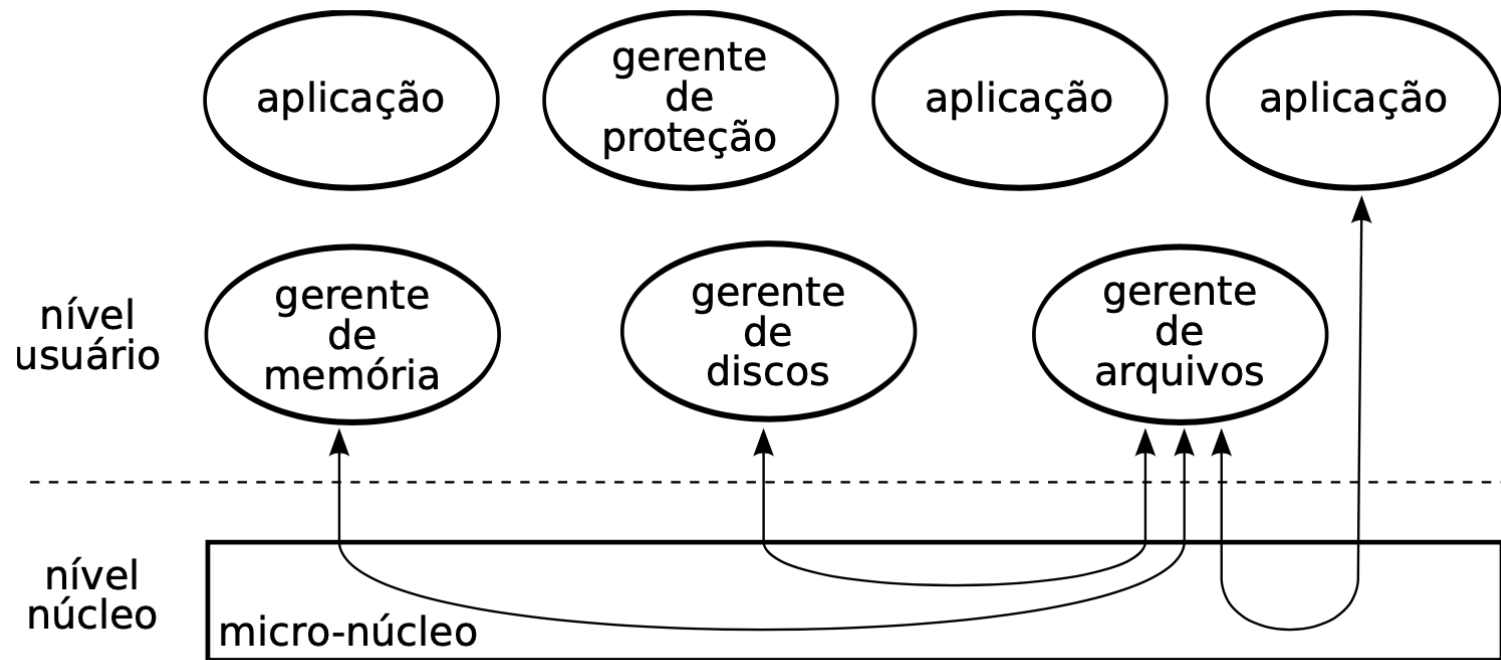 aplicação
gerente
de
proteção
aplicação
aplicação
nível
usuário
gerente
de
memória
gerente
de
discos
gerente
de
arquivos
nível
núcleo
micro-núcleo